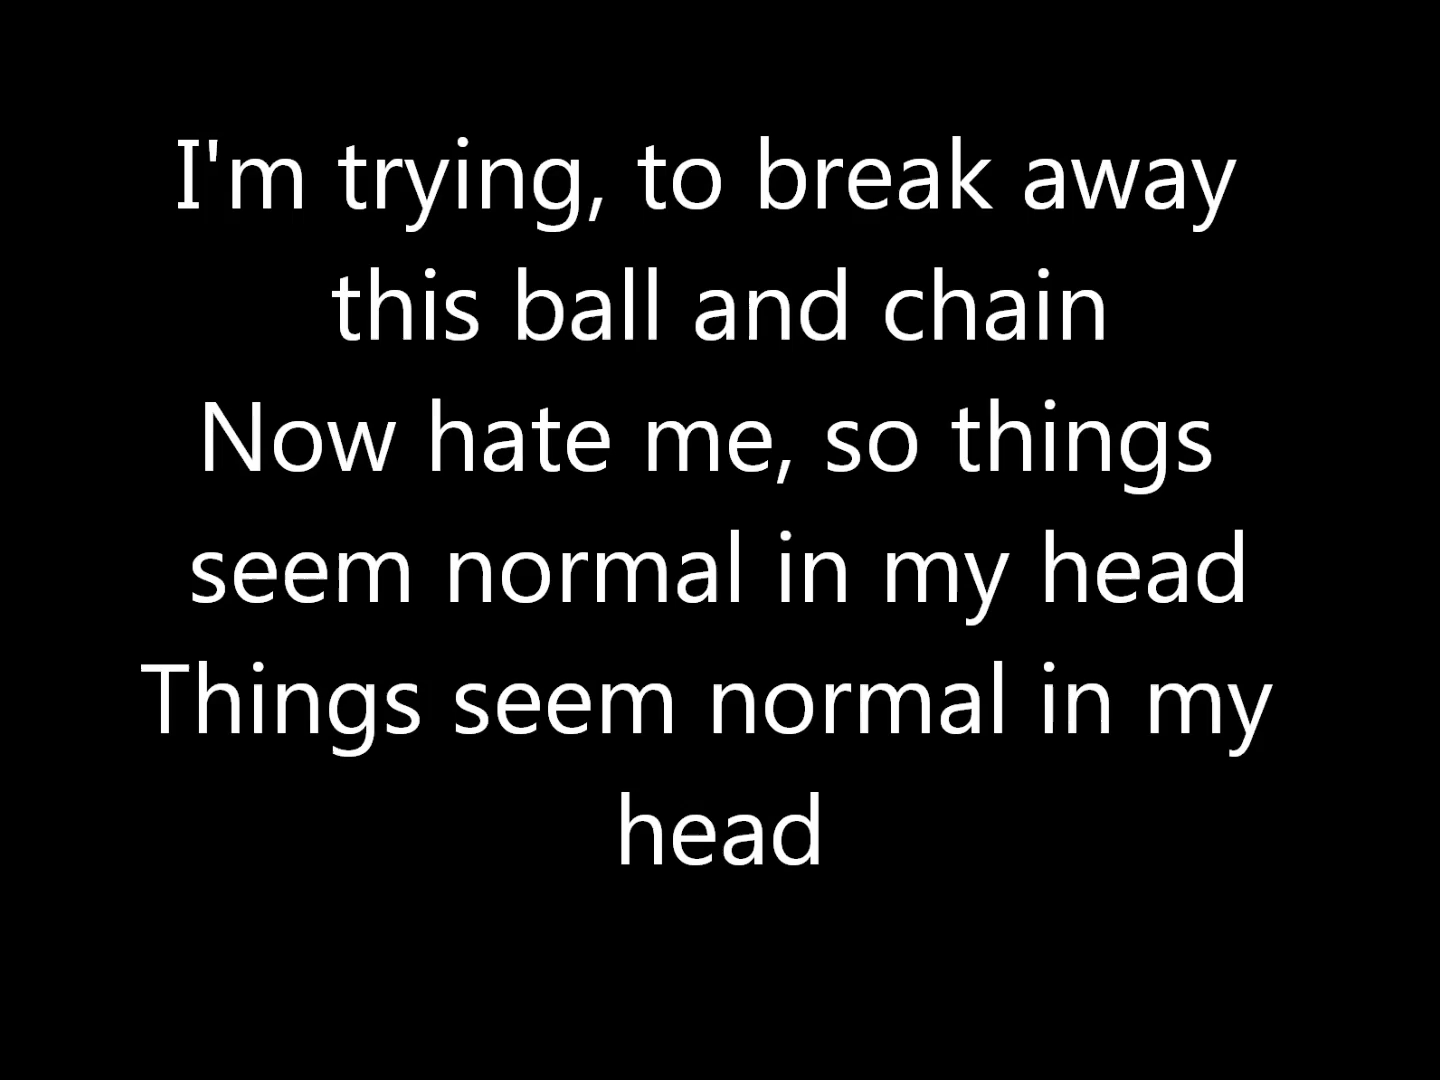 I'm trying, to break away
this ball and chain
Now hate me, so things
seem normal in my head
Things seem normal in my
head